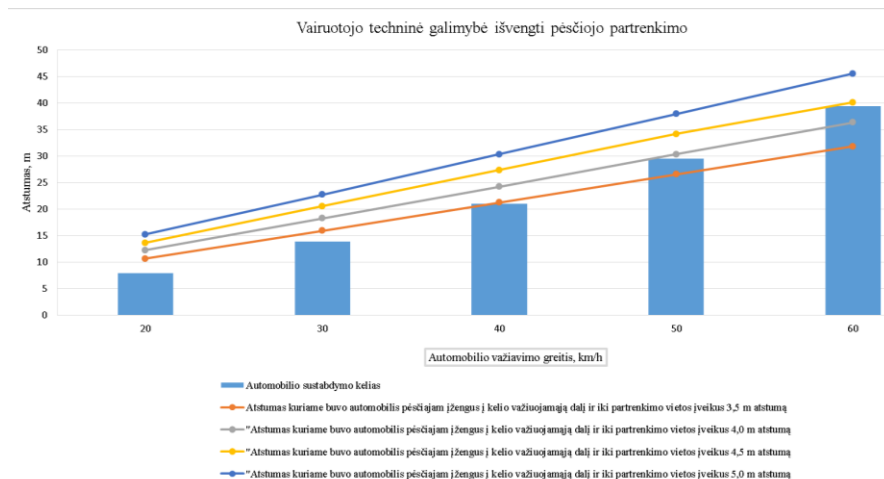 Vairuotojo techninė galimybė išvengti pėsčiojo partrenkimo
50
45
40
35
30
25
20
15
10
5
0
Atstumas, m
20 30 40 50 60
Automobilio važiavimo greitis, km/h
Automobilio sustabdymo kelias
Atstumas kuriame buvo automobilis pėsčiajam įžengus į kelio važiuojamąją dalį ir iki partrenkimo vietos įveikus 3,5 m atstumą
"Atstumas kuriame buvo automobilis pėsčiajam įžengus į kelio važiuojamąją dalį ir iki partrenkimo vietos įveikus 4,0 m atstumą
"Atstumas kuriame buvo automobilis pėsčiajam įžengus į kelio važiuojamąją dalį ir iki partrenkimo vietos įveikus 4,5 m atstumą
"Atstumas kuriame buvo automobilis pėsčiajam įžengus į kelio važiuojamąją dalį ir iki partrenkimo vietos įveikus 5,0 m atstumą